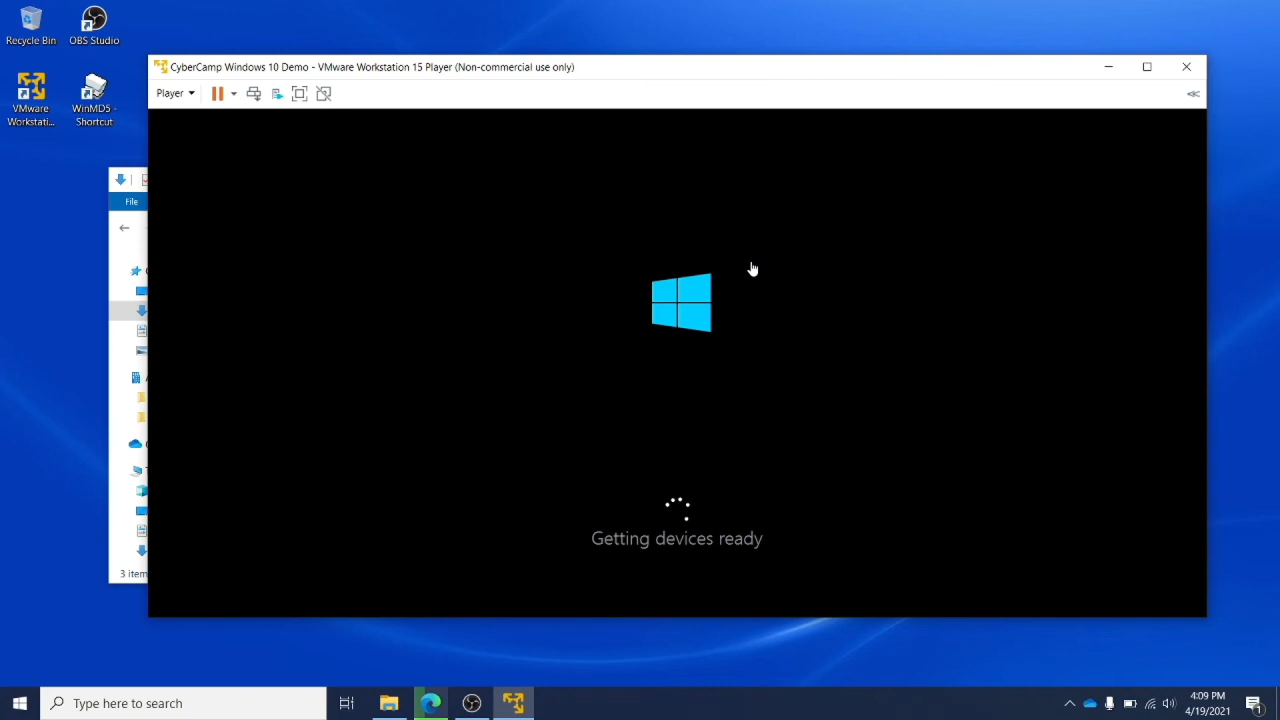 Recycle Bin
OBS Studio
VMware
Workstati...
WinMD5 -
Shortcut
CyberCamp Windows 10 Demo - VMware Workstation 15 Player (Non-commercial use only)
Player
File
3 item
Getting devices ready
Type here to search
4:09 PM
4/19/2021
1